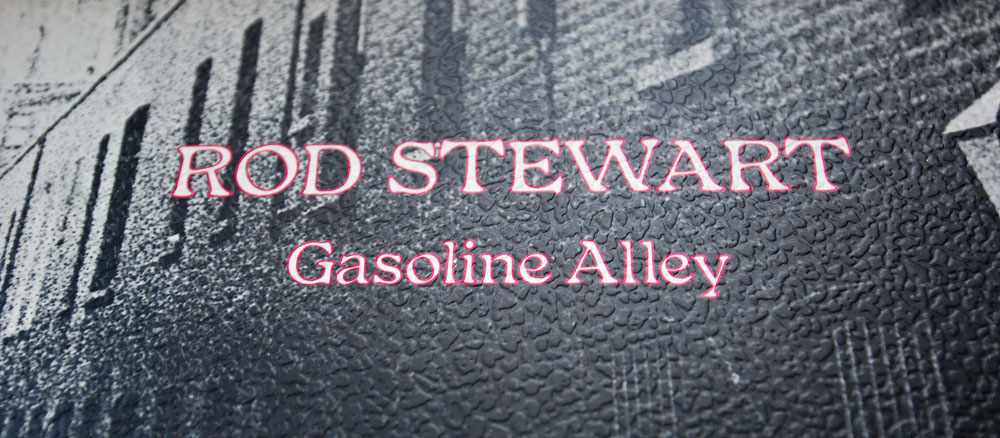 ROD STEWART
Gasoline Alley